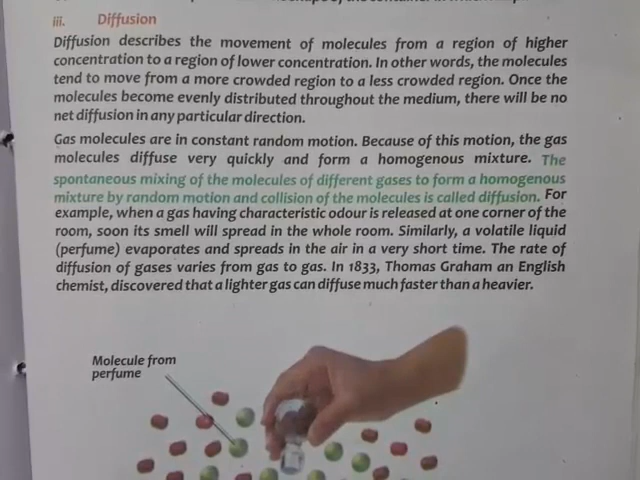 iii. Diffusion
Diffusion describes the movement of molecules from a region of higher
concentration to a region of lower concentration. In other words, the molecules
tend to move from a more crowded region to a less crowded region. Once the
molecules become evenly distributed throughout the medium, there will be no
net diffusion in any particular direction.
Gas molecules are in constant random motion. Because of this motion, the gas
molecules diffuse very quickly and form a homogenous mixture. The
spontaneous mixing of the molecules of different gases to form a homogenous
mixture by random motion and collision of the molecules is called diffusion. For
example, when a gas having characteristic odour is released at one corner of the
room, soon its smell will spread in the whole room. Similarly, a volatile liquid
(perfume) evaporates and spreads in the air in a very short time. The rate of
diffusion of gases varies from gas to gas. In 1833, Thomas Graham an English
chemist, discovered that a lighter gas can diffuse much faster than a heavier.
Molecule from
perfume